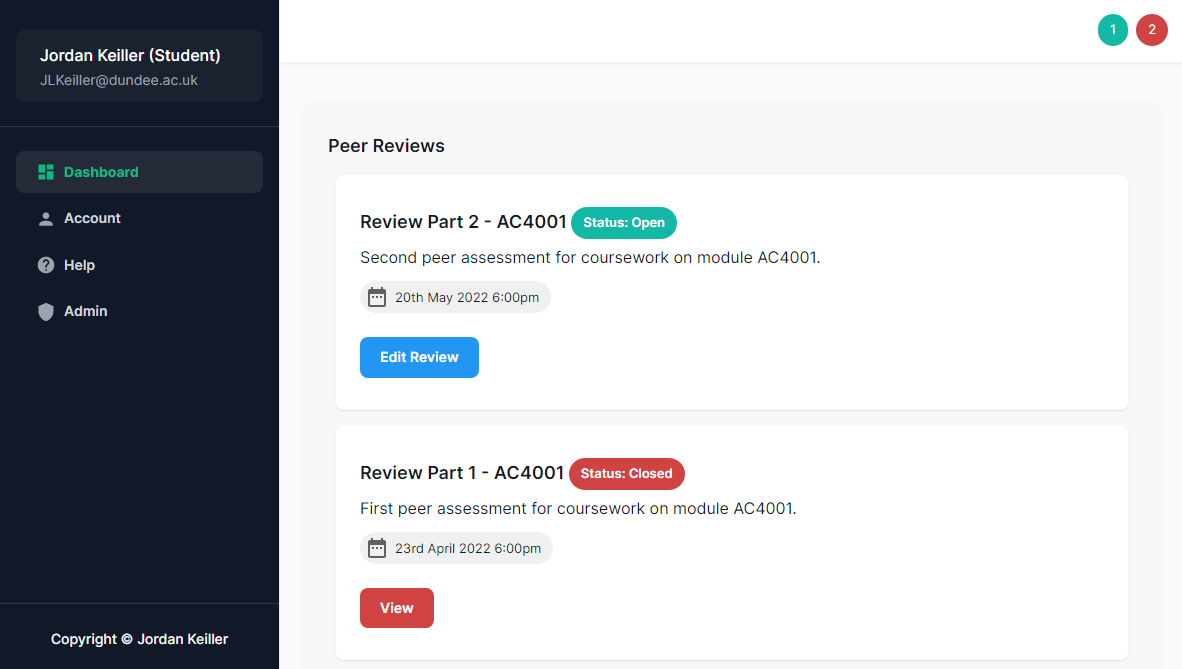 Jordan Keiller (Student)
JLKeiller@dundee.ac.uk
Dashboard
Account
Help
Admin
Copyright © Jordan Keiller
1 2
Peer Reviews
Review Part 2 - AC4001 Status: Open
Second peer assessment for coursework on module AC4001.
20th May 2022 6:00pm
Edit Review
Review Part 1 - AC4001 Status: Closed
First peer assessment for coursework on module AC4001.
23rd April 2022 6:00pm
View